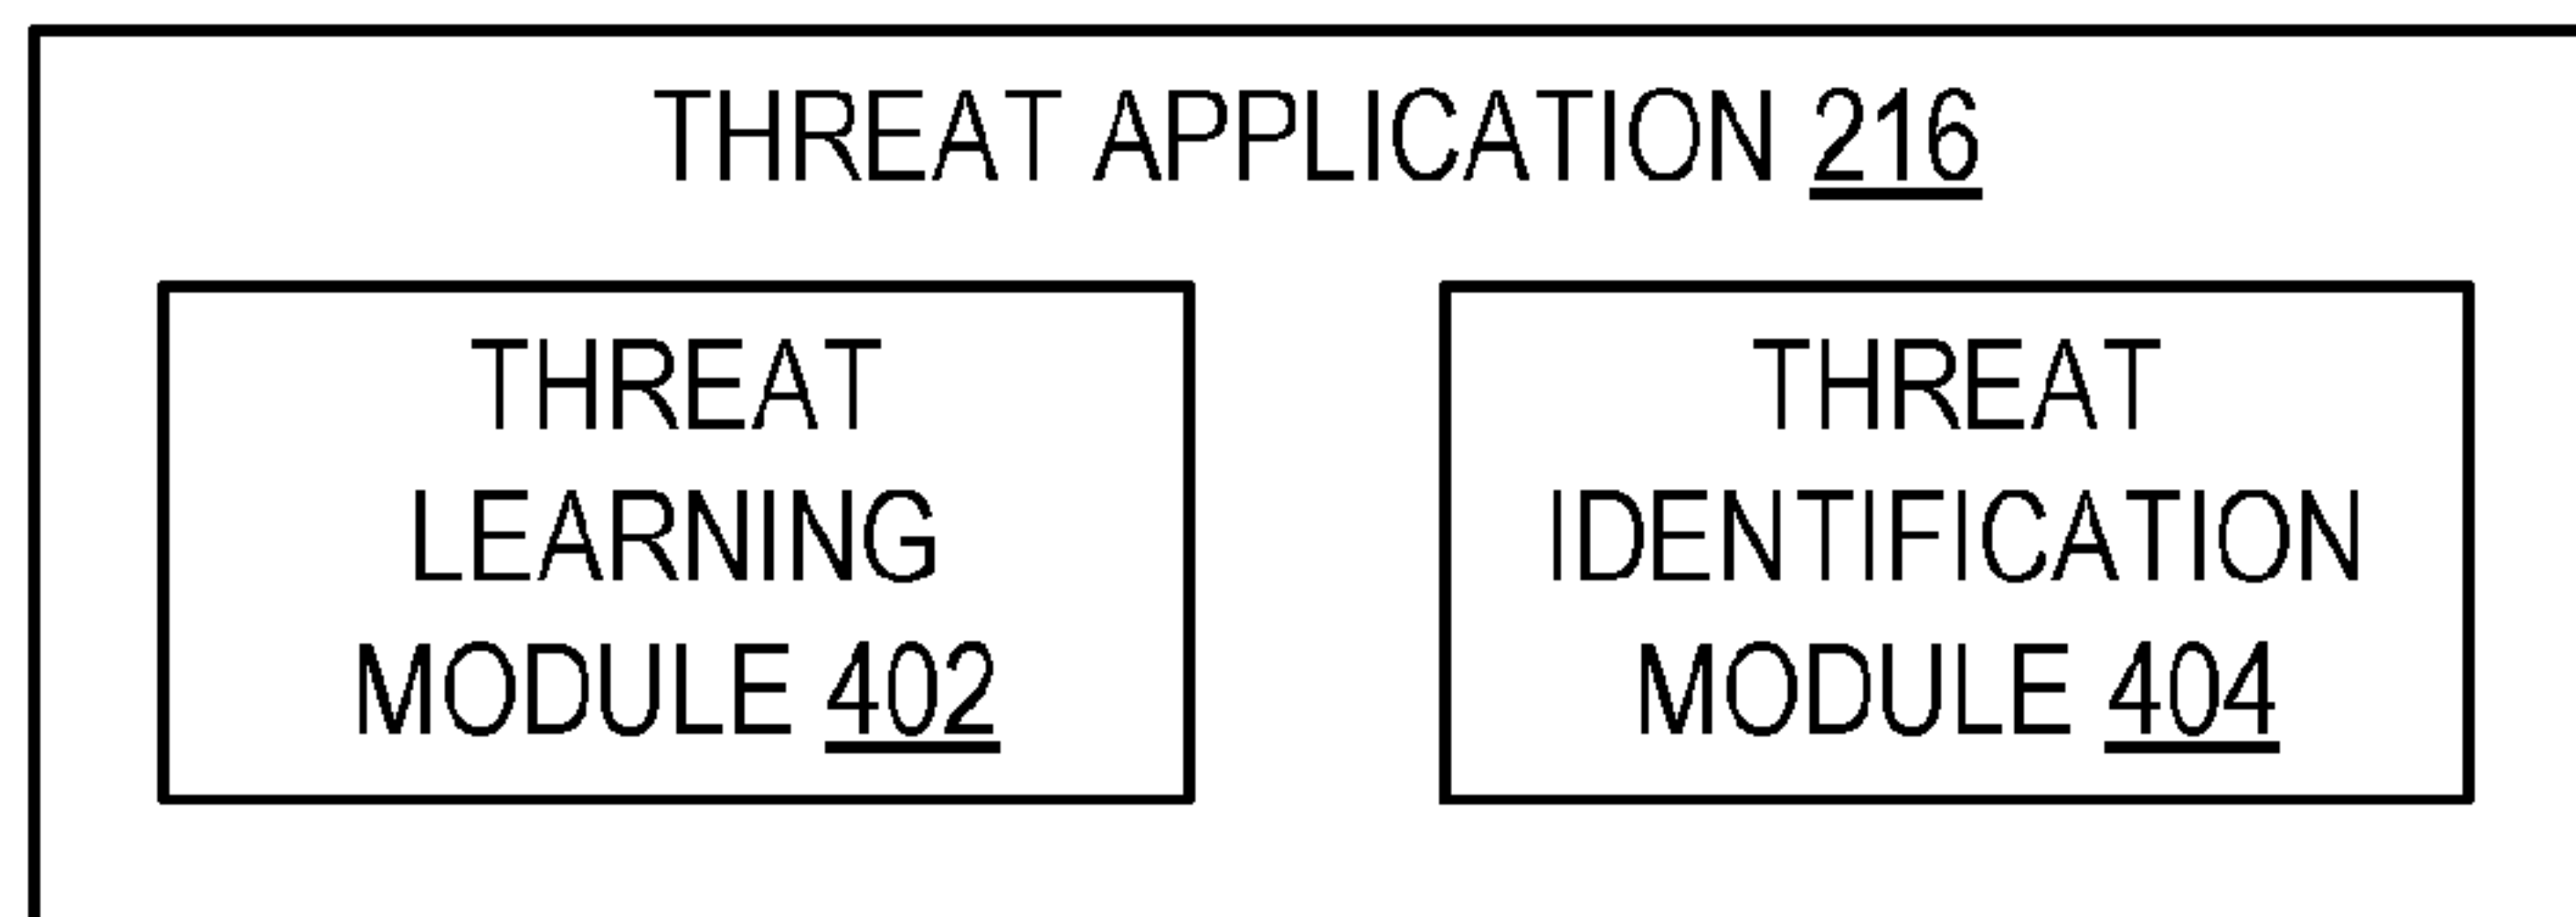 THREAT APPLICATION 216
THREAT
LEARNING
MODULE 402
THREAT
IDENTIFICATION
MODULE 404